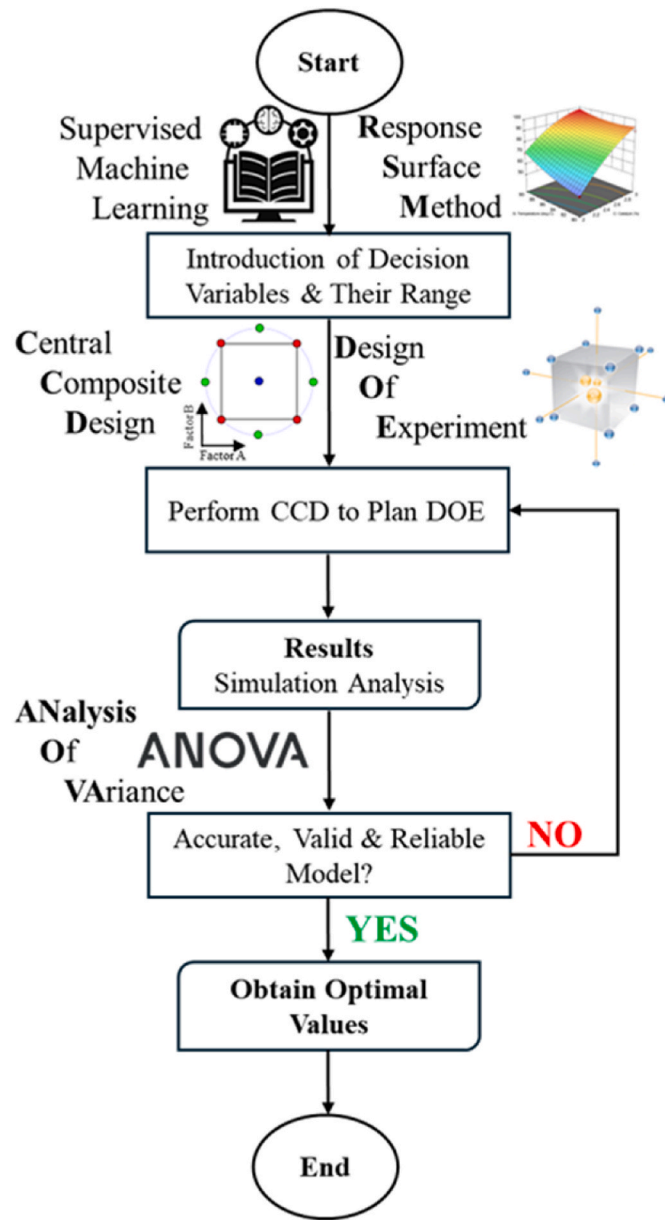 Start
Supervised
Machine
Learning
Response
Surface
Method
Introduction of Decision
Variables & Their Range
Central
Composite
Design
Factor B
Factor A
Design
Of
Experiment
Perform CCD to Plan DOE
Results
Simulation Analysis
ANalysis
Of
VAriance
ANOVA
Accurate, Valid & Reliable
Model?
NO
YES
Obtain Optimal
Values
End